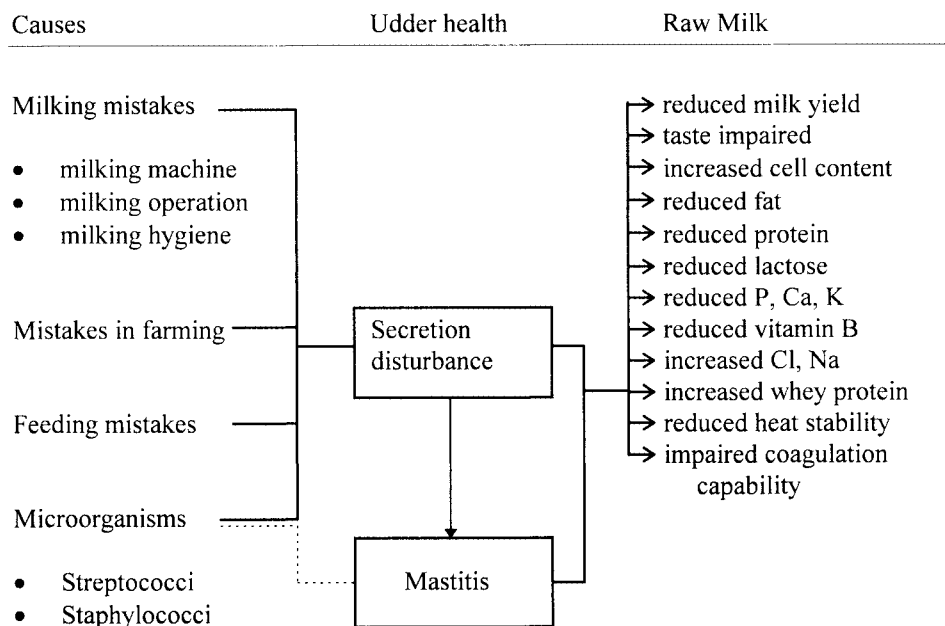 Causes Udder health Raw Milk
Milking mistakes
• milking machine
• milking operation
• milking hygiene
Mistakes in farming
Feeding mistakes
Microorganisms
• Streptococci
• Staphylococci
Secretion
disturbance
Mastitis
reduced milk yield
taste impaired
increased cell content
reduced fat
reduced protein
reduced lactose
reduced P, Ca, K
reduced vitamin B
increased Cl, Na
increased whey protein
reduced heat stability
impaired coagulation
capability